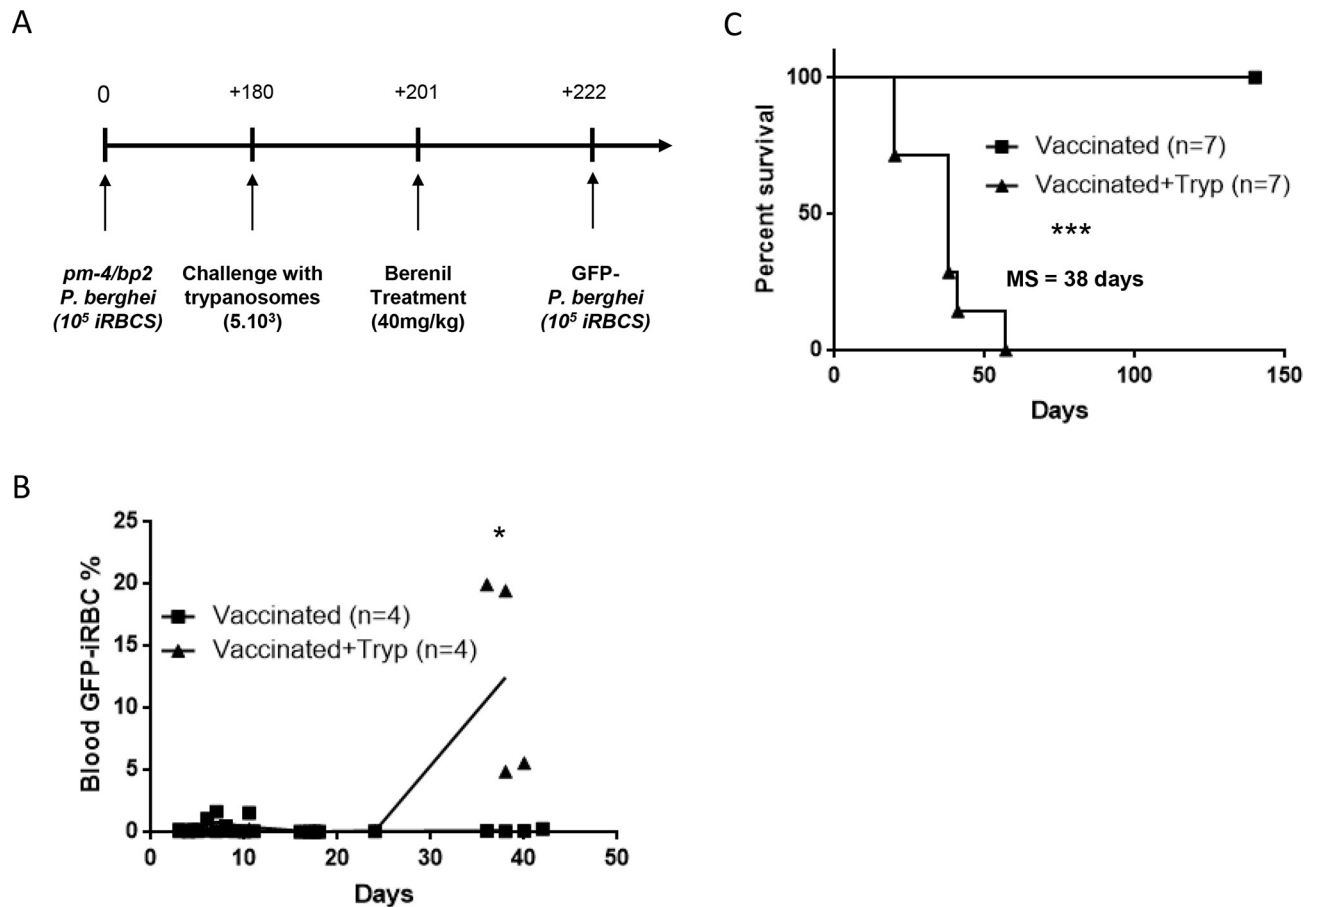 A
0 +180 +201 +222
pm-4/bp2
P. berghei
(10⁵ iRBCS)
Challenge with
trypanosomes
(5.10³)
Berenil
Treatment
(40mg/kg)
GFP-
P. berghei
(10⁵ iRBCS)
C
Percent survival
100
50
0
0 50 100 150
Days
Vaccinated (n=7)
Vaccinated+Tryp (n=7)
***
MS = 38 days
B
Blood GFP-iRBC %
25
20
15
10
5
0
0 10 20 30 40 50
Days
*
Vaccinated (n=4)
Vaccinated+Tryp (n=4)